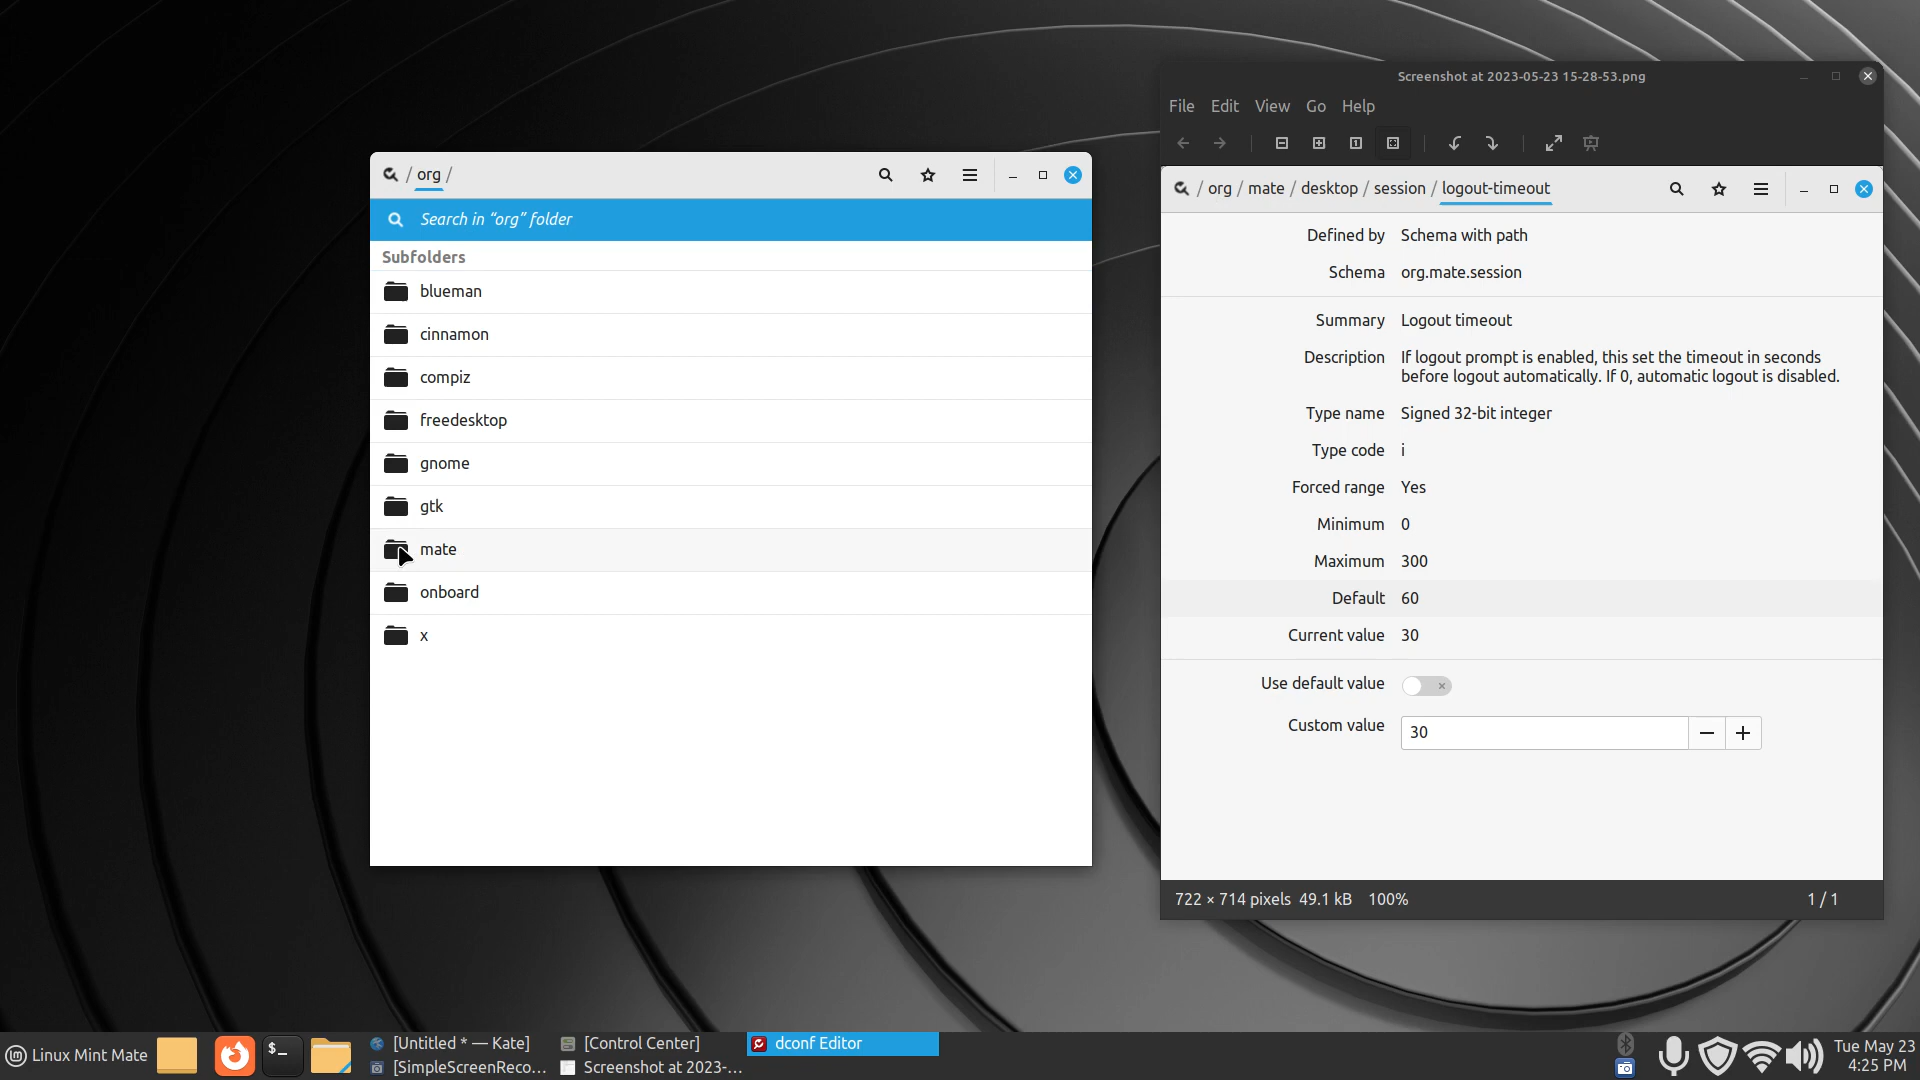 / org /
Search in “org” folder
Subfolders
blueman
cinnamon
compiz
freedesktop
gnome
gtk
mate
onboard
x
Screenshot at 2023-05-23 15-28-53.png
File Edit View Go Help
/ org / mate / desktop / session / logout-timeout
Defined by Schema with path
Schema org.mate.session
Summary Logout timeout
Description If logout prompt is enabled, this set the timeout in seconds
before logout automatically. If 0, automatic logout is disabled.
Type name Signed 32-bit integer
Type code i
Forced range Yes
Minimum 0
Maximum 300
Default 60
Current value 30
Use default value
Custom value 30
722 × 714 pixels 49.1 kB 100% 1 / 1
Linux Mint Mate
$_
[Untitled * — Kate]
[SimpleScreenReco...
[Control Center]
Screenshot at 2023-...
dconf Editor
Tue May 23
4:25 PM